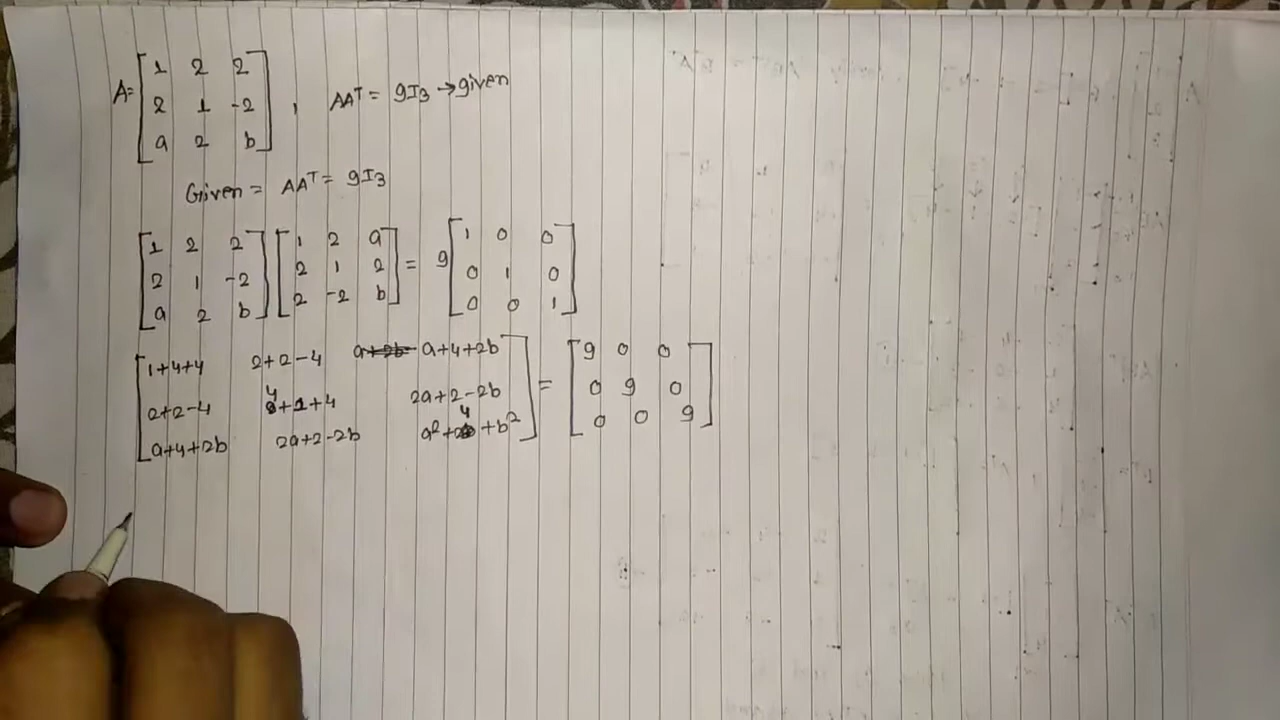 A = [1 2 2
2 1 -2 , AAᵀ = 9I₃ → given
a 2 b]
Given = AAᵀ = 9I₃
[1 2 2] [1 2 a] = 9 [1 0 0]
[2 1 -2] [2 1 2] [0 1 0]
[a 2 b] [2 -2 b] [0 0 1]
[1+4+4 2+2-4 a+4+2b] = [9 0 0]
[2+2-4 4+1+4 2a+2-2b] [0 9 0]
[a+4+2b 2a+2-2b a²+4+b²] [0 0 9]